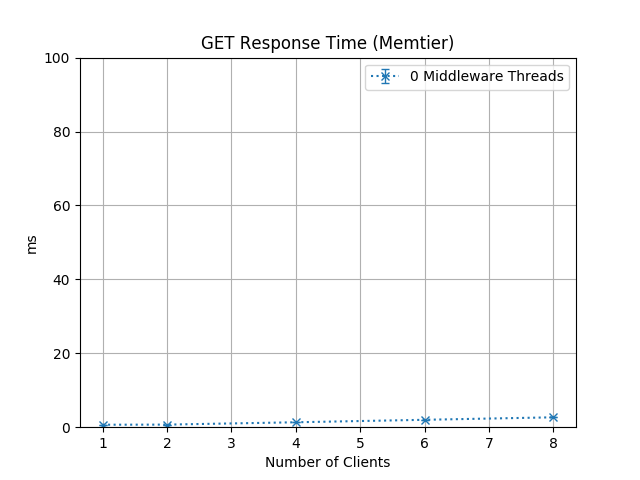 GET Response Time (Memtier)
0 Middleware Threads
100
80
60
40
20
0
ms
1 2 3 4 5 6 7 8
Number of Clients